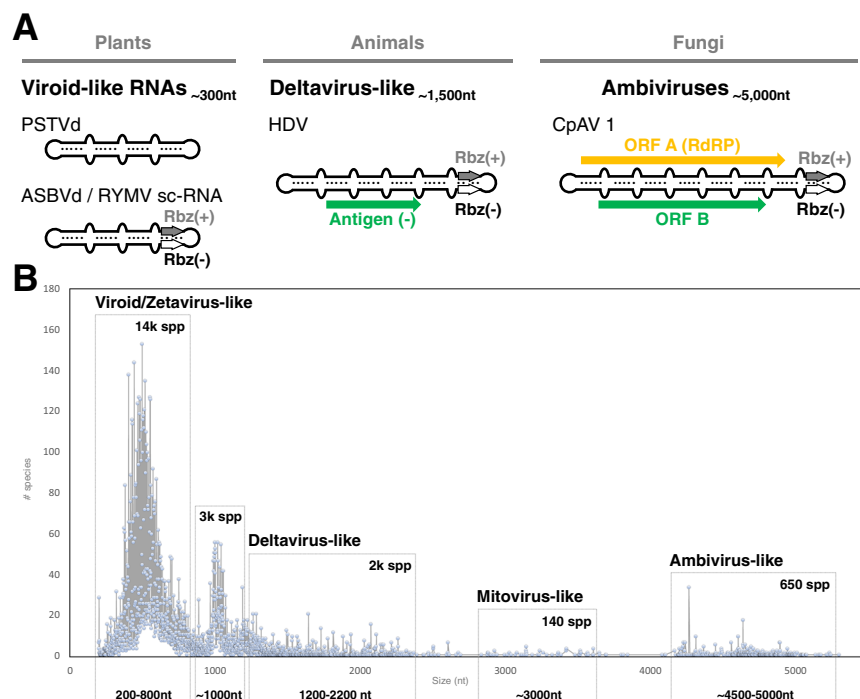 A
Plants
Animals
Fungi
Viroid-like RNAs ~300nt
Deltavirus-like ~1,500nt
Ambiviruses ~5,000nt
PSTVd
HDV
CpAV 1
ORF A (RdRP)
Rbz(+)
Rbz(+)
ASBVd / RYMV sc-RNA
Rbz(+)
Rbz(-)
Antigen (-)
Rbz(-)
ORF B
Rbz(-)
B
180
160
140
120
100
80
60
40
20
0
# species
Viroid/Zetavirus-like
14k spp
3k spp
Deltavirus-like
2k spp
Mitovirus-like
140 spp
Ambivirus-like
650 spp
0
1000
2000
3000
4000
5000
Size (nt)
200-800nt
~1000nt
1200-2200 nt
~3000nt
~4500-5000nt